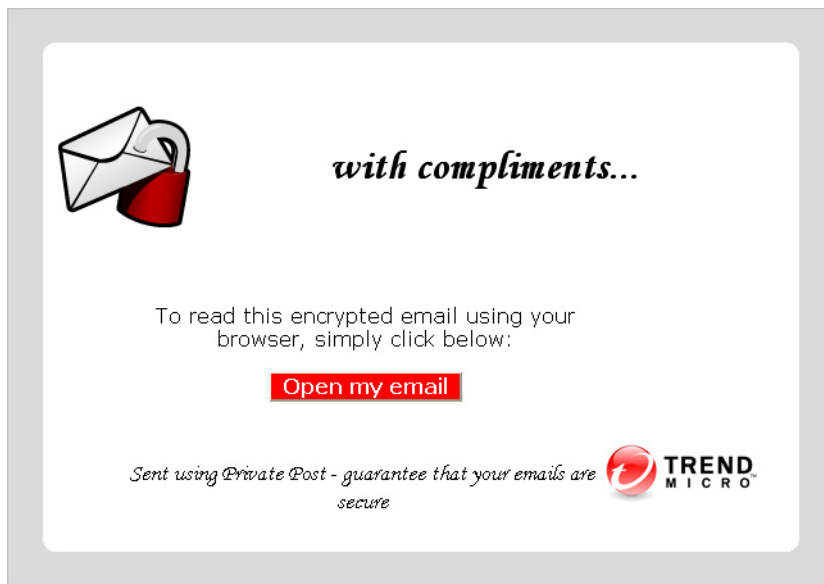 with compliments...
To read this encrypted email using your
browser, simply click below:
Open my email
Sent using Private Post - guarantee that your emails are
secure
TREND
MICRO™